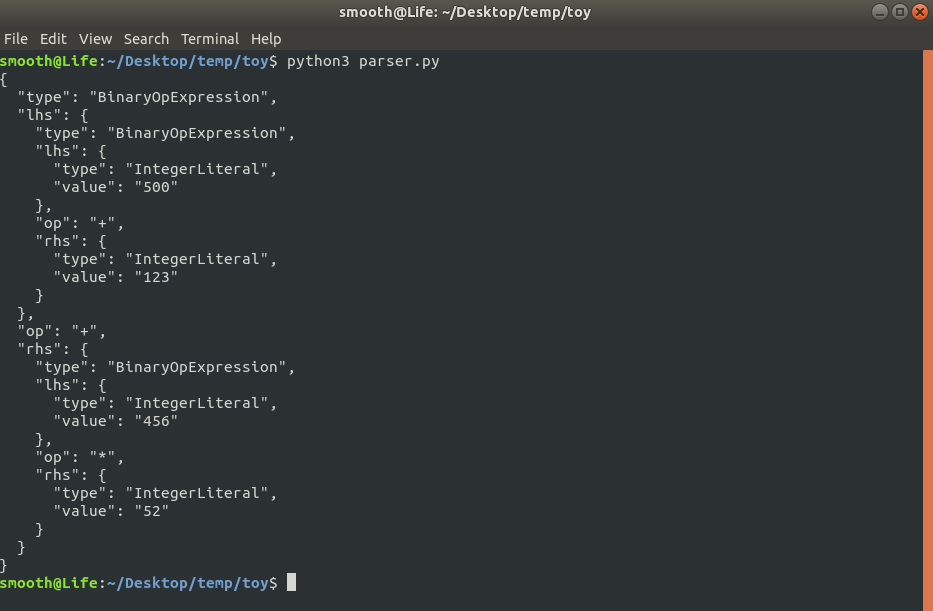 smooth@Life: ~/Desktop/temp/toy
File Edit View Search Terminal Help
smooth@Life:~/Desktop/temp/toy$ python3 parser.py
{
  "type": "BinaryOpExpression",
  "lhs": {
    "type": "BinaryOpExpression",
    "lhs": {
      "type": "IntegerLiteral",
      "value": "500"
    },
    "op": "+",
    "rhs": {
      "type": "IntegerLiteral",
      "value": "123"
    }
  },
  "op": "+",
  "rhs": {
    "type": "BinaryOpExpression",
    "lhs": {
      "type": "IntegerLiteral",
      "value": "456"
    },
    "op": "*",
    "rhs": {
      "type": "IntegerLiteral",
      "value": "52"
    }
  }
}
smooth@Life:~/Desktop/temp/toy$